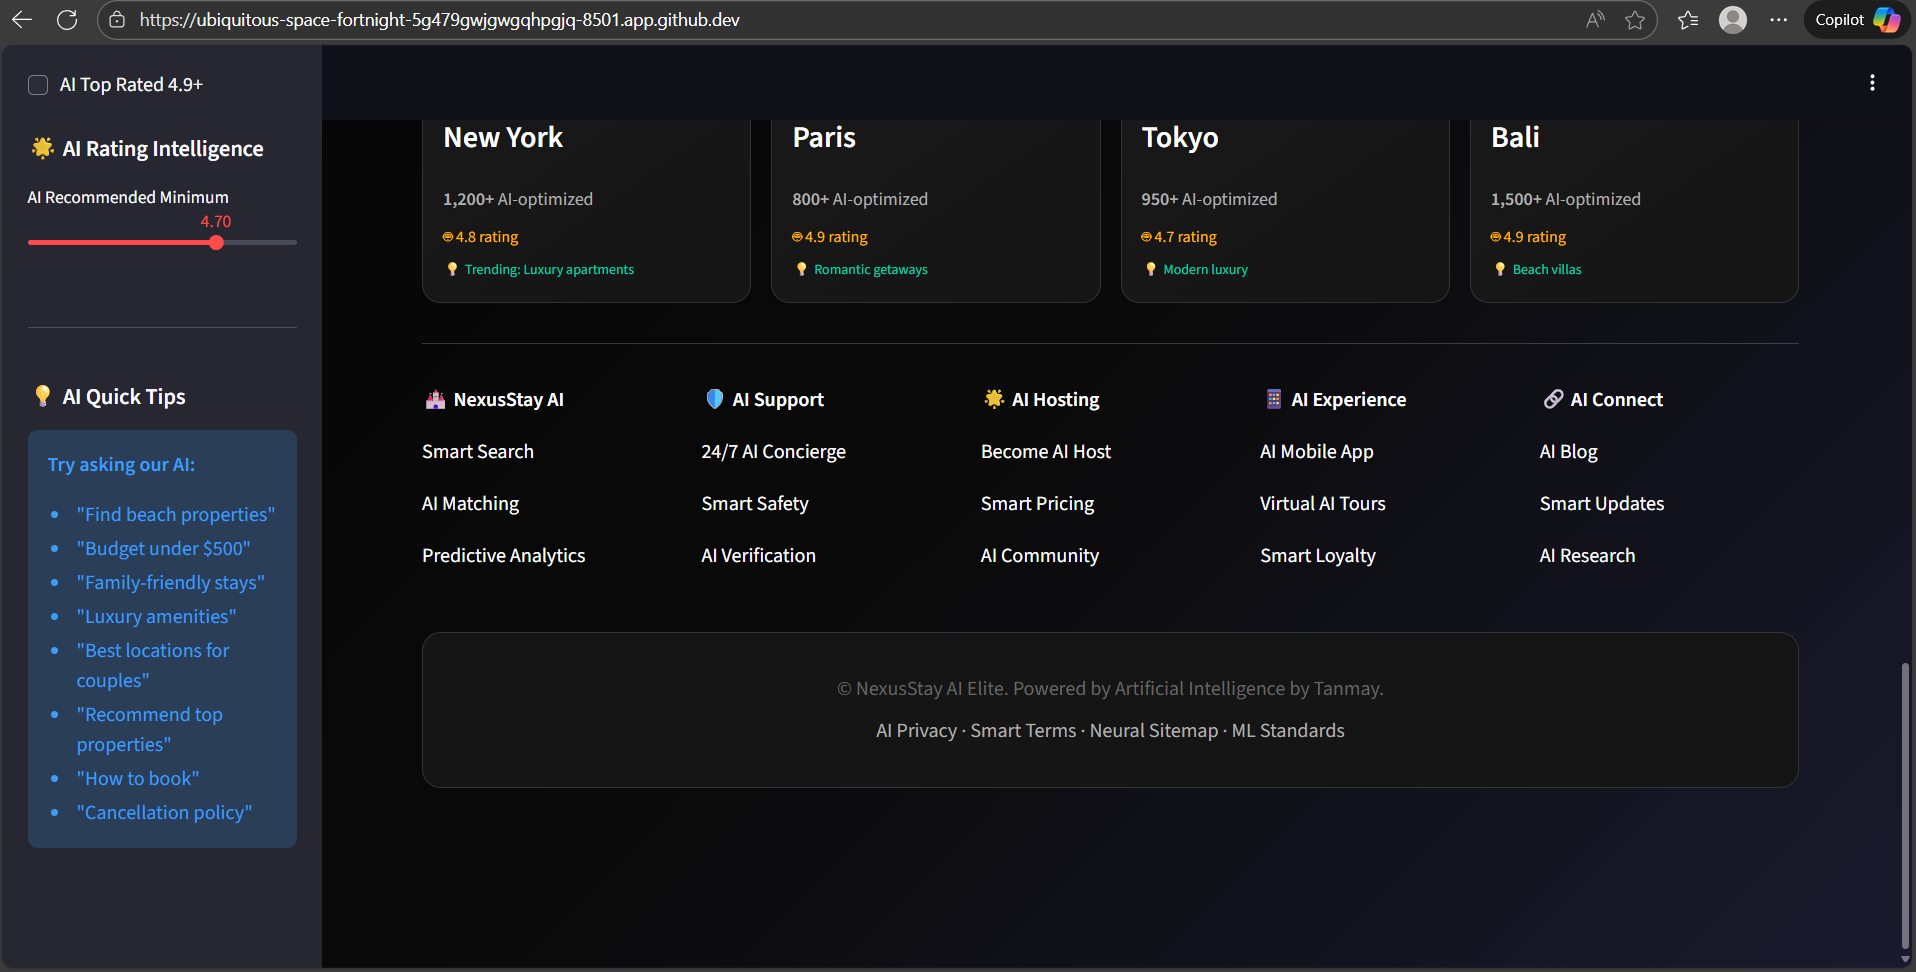 https://ubiquitous-space-fortnight-5g479gwjgwgqhpgjq-8501.app.github.dev
Copilot
AI Top Rated 4.9+
AI Rating Intelligence
AI Recommended Minimum
4.70
AI Quick Tips
Try asking our AI:
"Find beach properties"
"Budget under $500"
"Family-friendly stays"
"Luxury amenities"
"Best locations for
couples"
"Recommend top
properties"
"How to book"
"Cancellation policy"
New York
1,200+ AI-optimized
4.8 rating
Trending: Luxury apartments
Paris
800+ AI-optimized
4.9 rating
Romantic getaways
Tokyo
950+ AI-optimized
4.7 rating
Modern luxury
Bali
1,500+ AI-optimized
4.9 rating
Beach villas
NexusStay AI
Smart Search
AI Matching
Predictive Analytics
AI Support
24/7 AI Concierge
Smart Safety
AI Verification
AI Hosting
Become AI Host
Smart Pricing
AI Community
AI Experience
AI Mobile App
Virtual AI Tours
Smart Loyalty
AI Connect
AI Blog
Smart Updates
AI Research
© NexusStay AI Elite. Powered by Artificial Intelligence by Tanmay.
AI Privacy · Smart Terms · Neural Sitemap · ML Standards